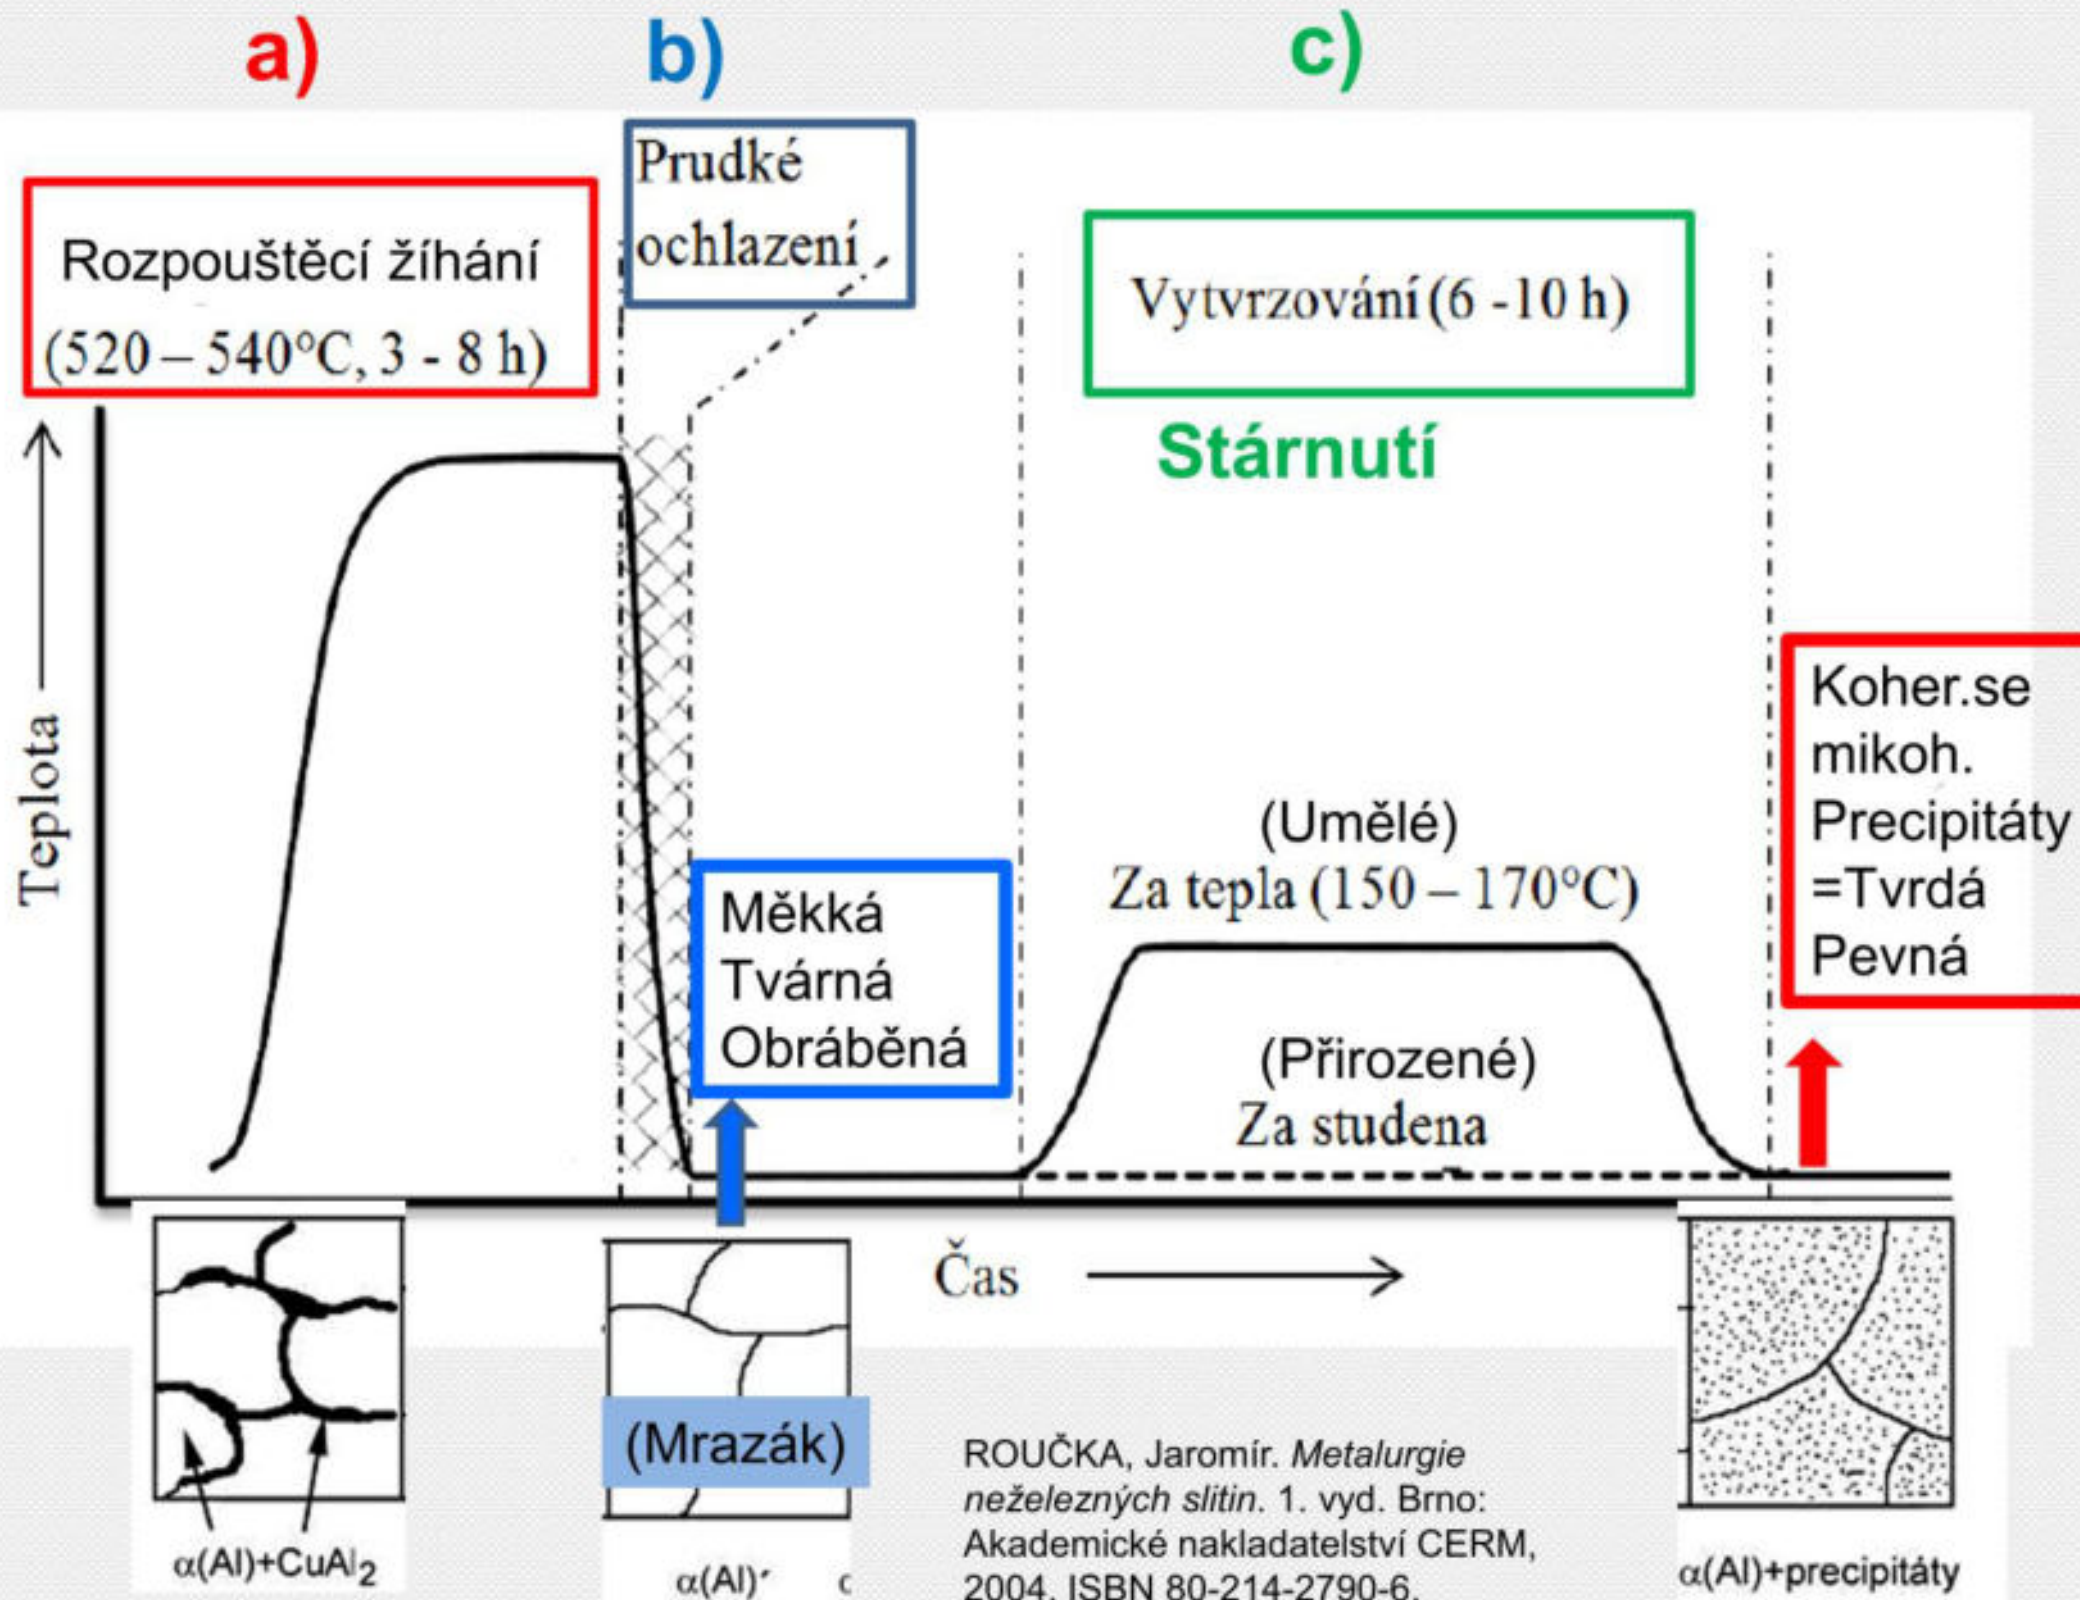 a)
b)
c)
Rozpouštěcí žíhání
(520 – 540°C, 3 - 8 h)
Prudké
ochlazení
Vytvrzování (6 -10 h)
Stárnutí
Teplota
Měkká
Tvárná
Obráběná
(Umělé)
Za tepla (150 – 170°C)
(Přirozené)
Za studena
Koher.se
mikoh.
Precipitáty
=Tvrdá
Pevná
Čas
(Mrazák)
α(Al)+CuAl₂
α(Al)´
ROUČKA, Jaromír. Metalurgie
neželezných slitin. 1. vyd. Brno:
Akademické nakladatelství CERM,
2004. ISBN 80-214-2790-6.
α(Al)+precipitáty